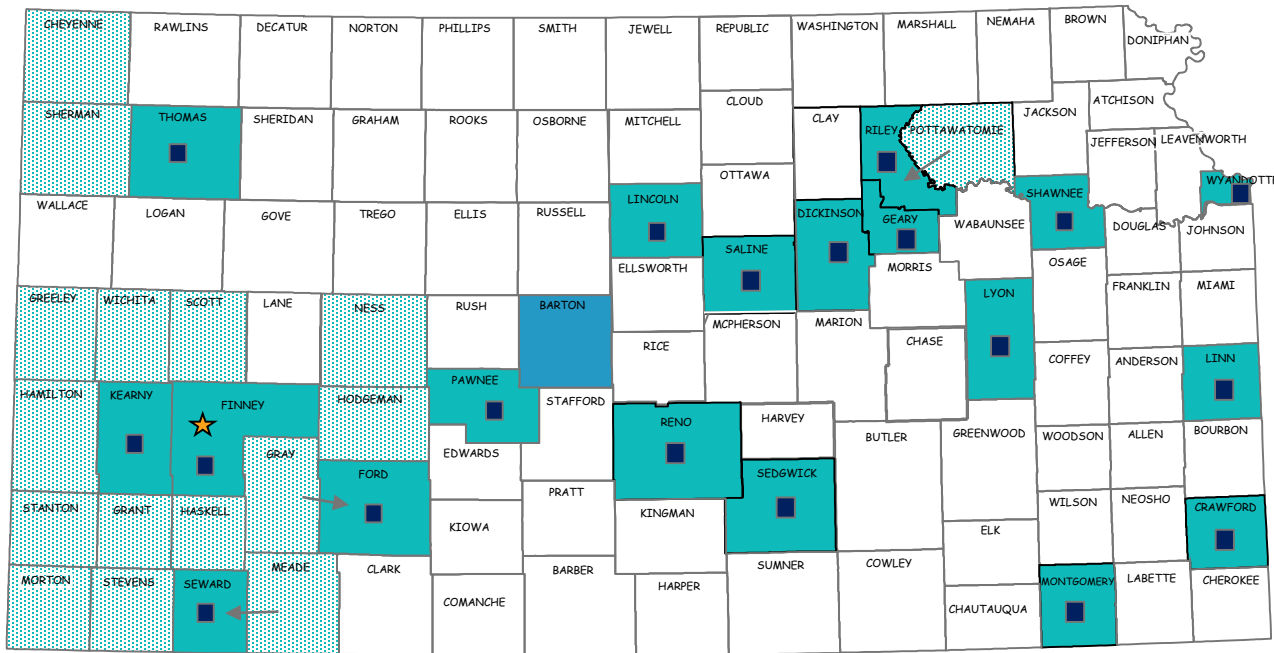 CHEYENNE
RAWLINS
DECATUR
NORTON
PHILLIPS
SMITH
JEWELL
REPUBLIC
WASHINGTON
MARSHALL
NEMAHA
BROWN
DONIPHAN
SHERMAN
THOMAS
SHERIDAN
GRAHAM
ROOKS
OSBORNE
MITCHELL
CLOUD
CLAY
RILEY
POTTAWATOMIE
JACKSON
ATCHISON
JEFFERSON
LEAVENWORTH
WALLACE
LOGAN
GOVE
TREGO
ELLIS
RUSSELL
LINCOLN
OTTAWA
SALINE
DICKINSON
GEARY
WABAUNSEE
SHAWNEE
DOUGLAS
JOHNSON
ELLSWORTH
MORRIS
OSAGE
GREELEY
WICHITA
SCOTT
LANE
NESS
RUSH
BARTON
RICE
MCPHERSON
MARION
CHASE
LYON
FRANKLIN
MIAMI
COFFEY
ANDERSON
LINN
HAMILTON
KEARNY
FINNEY
HODGEMAN
PAWNEE
STAFFORD
RENO
HARVEY
BUTLER
GREENWOOD
WOODSON
ALLEN
BOURBON
GRAY
FORD
EDWARDS
PRATT
KINGMAN
SEDGWICK
STANTON
GRANT
HASKELL
KIOWA
ELK
WILSON
NEOSHO
CRAWFORD
MORTON
STEVENS
SEWARD
MEADE
CLARK
COMANCHE
BARBER
HARPER
SUMNER
COWLEY
CHAUTAUQUA
MONTGOMERY
LABETTE
CHEROKEE